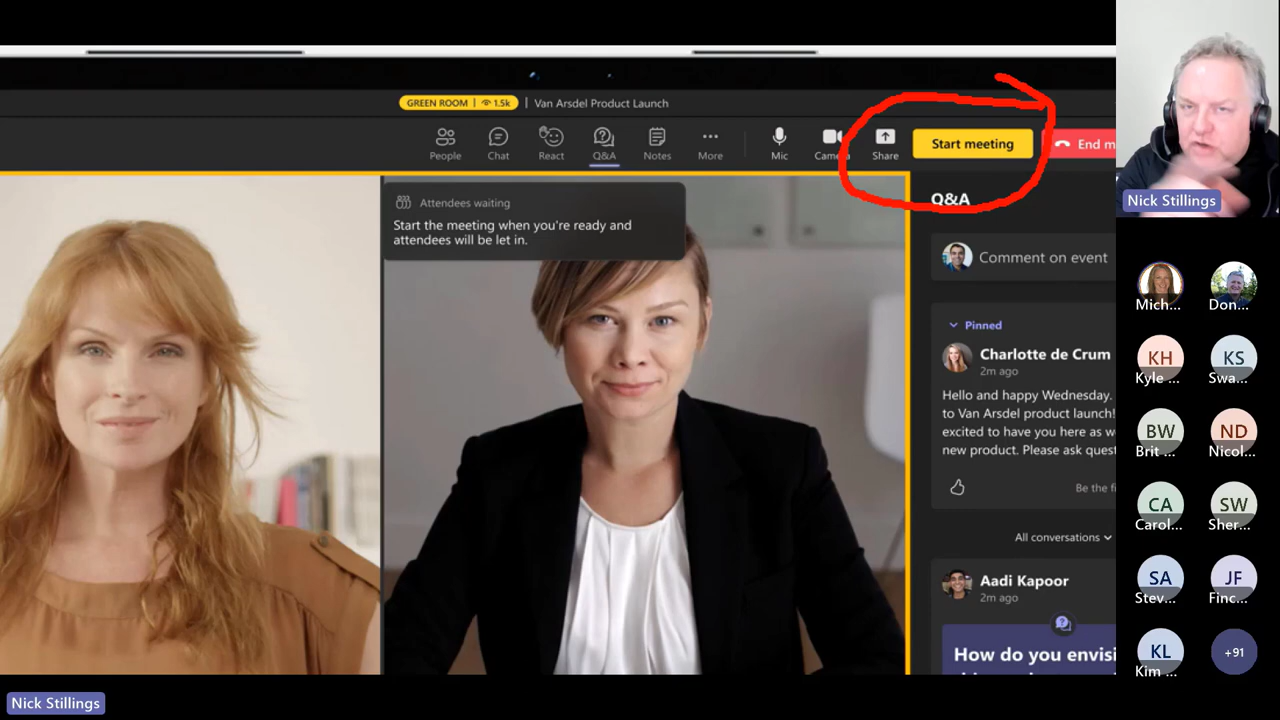 GREEN ROOM | 1.5k | Van Arsdel Product Launch
People
Chat
React
Q&A
Notes
More
Mic
Camera
Share
Start meeting
End m
Attendees waiting
Start the meeting when you're ready and
attendees will be let in.
Q&A
Comment on event
Pinned
Charlotte de Crum
2m ago
Hello and happy Wednesday.
to Van Arsdel product launch!
excited to have you here as we
new product. Please ask quest
Be the fi
All conversations
Aadi Kapoor
2m ago
How do you envisi
Nick Stillings
Mich...
Don...
KH
Kyle ...
KS
Swa...
BW
Brit ...
ND
Nicol...
CA
Carol...
SW
Sher...
SA
Stev...
JF
Finc...
KL
Kim ...
+91
Nick Stillings